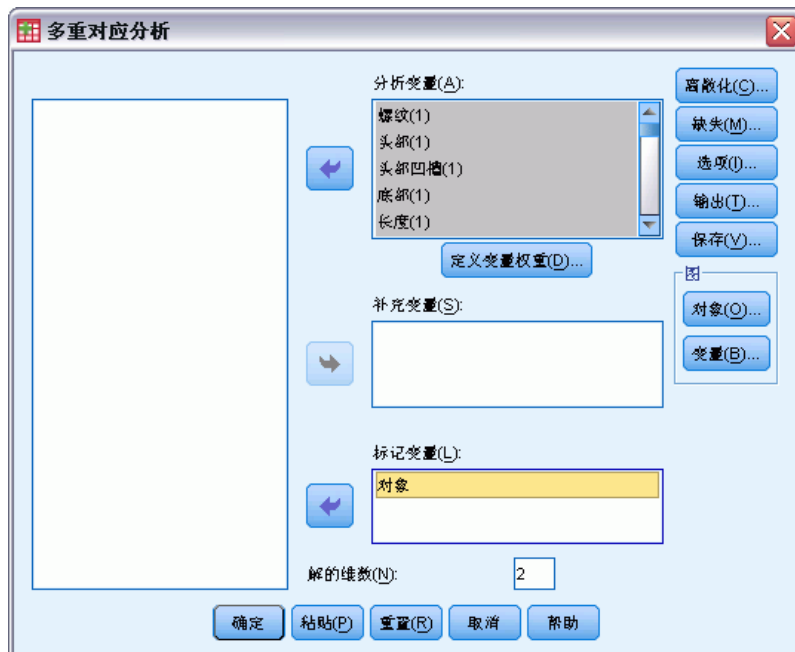 多重对应分析
分析变量(A):
螺纹(1)
头部(1)
头部凹槽(1)
底部(1)
长度(1)
定义变量权重(D)...
补充变量(S):
标记变量(L):
对象
解的维数(N):
2
离散化(C)...
缺失(M)...
选项(I)...
输出(T)...
保存(V)...
图
对象(O)...
变量(B)...
确定
粘贴(P)
重置(R)
取消
帮助